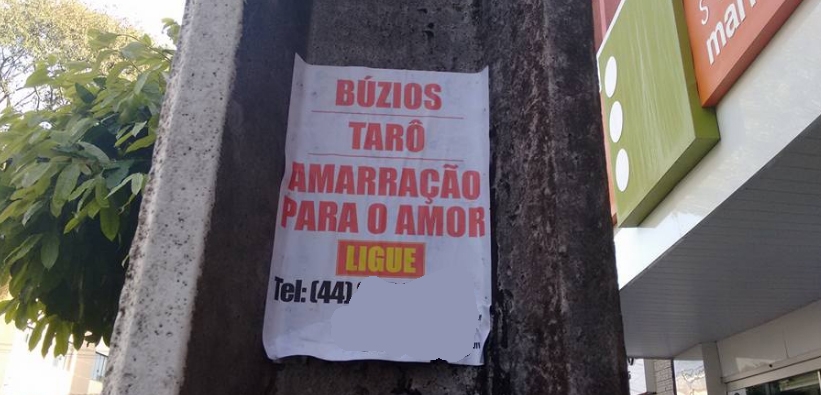 BÚZIOS
TARÔ
AMARRAÇÃO
PARA O AMOR
LIGUE
Tel: (44)